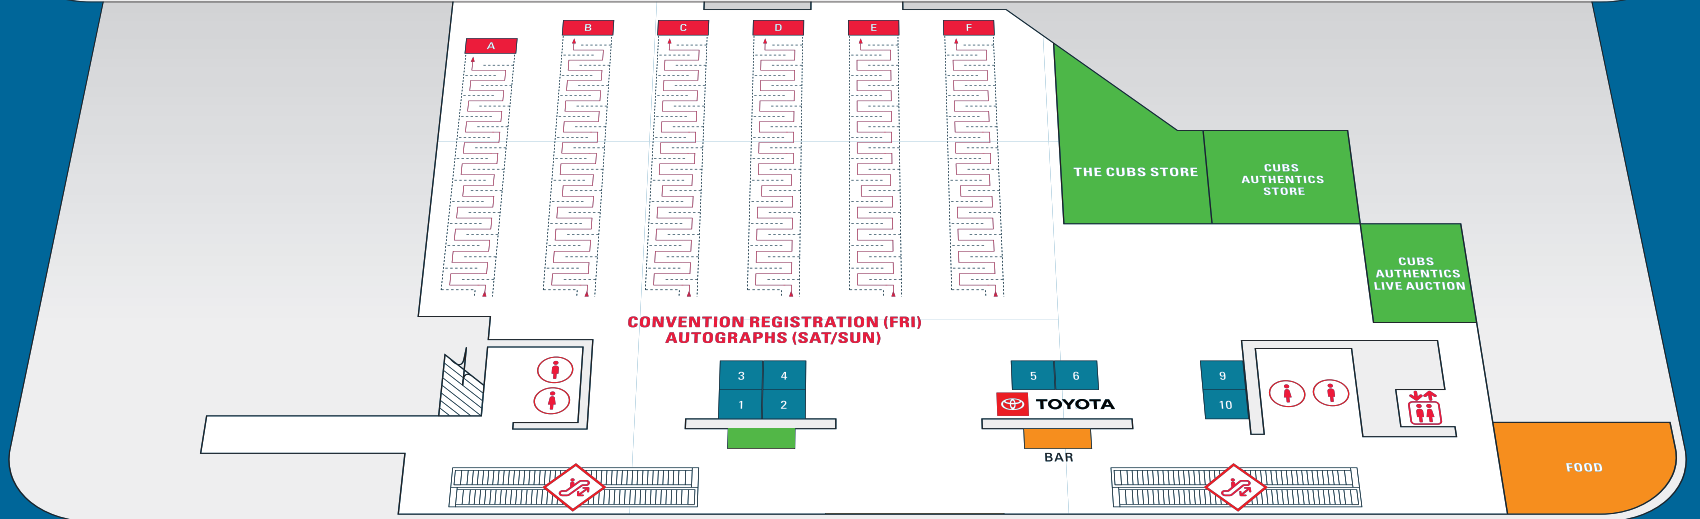 A
B
C
D
E
F
THE CUBS STORE
CUBS
AUTHENTICS
STORE
CUBS
AUTHENTICS
LIVE AUCTION
CONVENTION REGISTRATION (FRI)
AUTOGRAPHS (SAT/SUN)
3
4
1
2
5
6
TOYOTA
BAR
9
10
FOOD